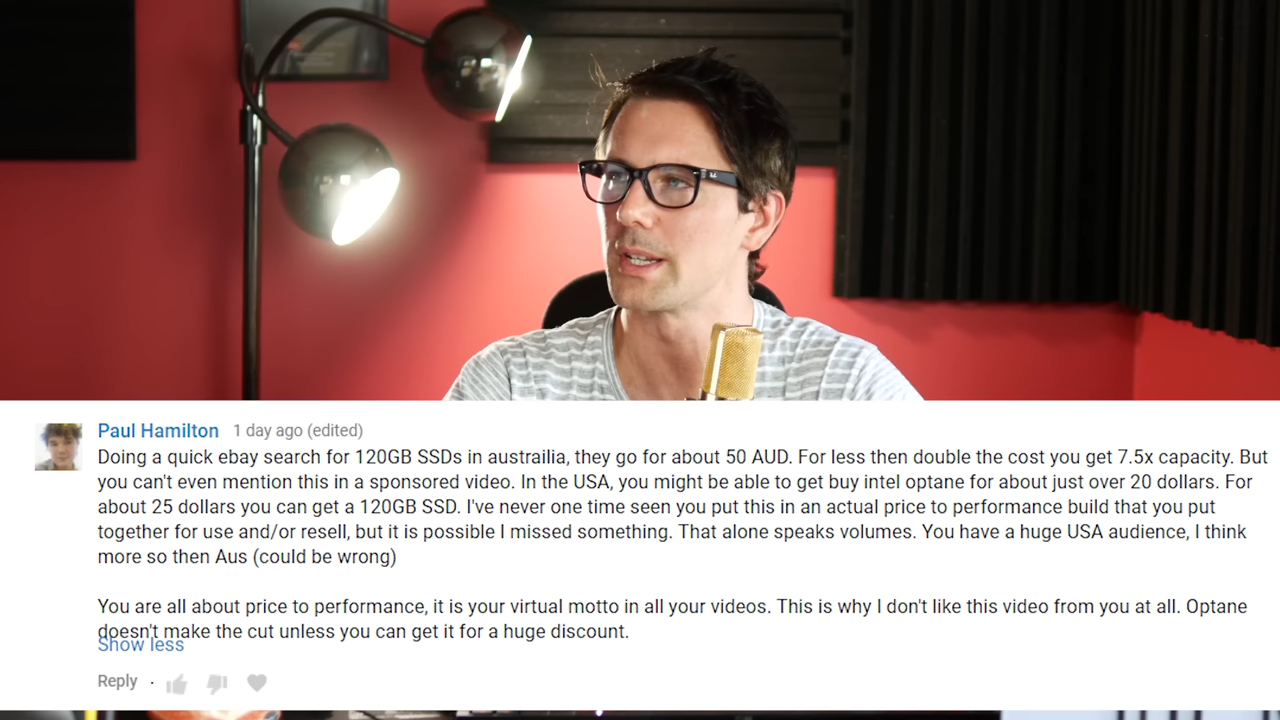 Paul Hamilton 1 day ago (edited)
Doing a quick ebay search for 120GB SSDs in austrailia, they go for about 50 AUD. For less then double the cost you get 7.5x capacity. But
you can't even mention this in a sponsored video. In the USA, you might be able to get buy intel optane for about just over 20 dollars. For
about 25 dollars you can get a 120GB SSD. I've never one time seen you put this in an actual price to performance build that you put
together for use and/or resell, but it is possible I missed something. That alone speaks volumes. You have a huge USA audience, I think
more so then Aus (could be wrong)
You are all about price to performance, it is your virtual motto in all your videos. This is why I don't like this video from you at all. Optane
doesn't make the cut unless you can get it for a huge discount.
Show less
Reply ·